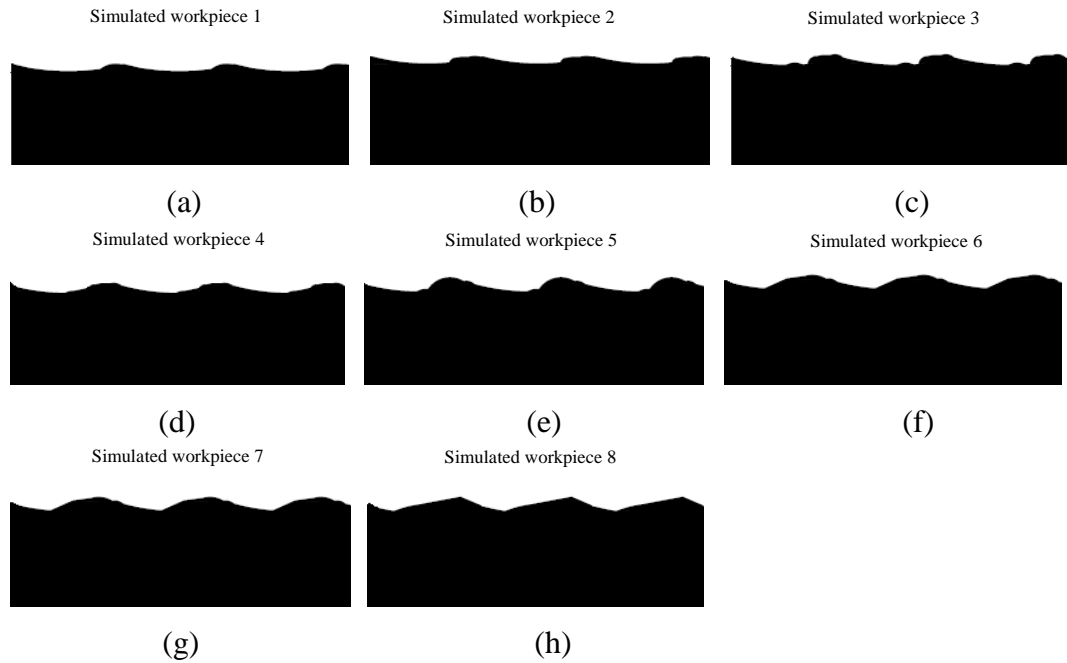 Simulated workpiece 1
Simulated workpiece 2
Simulated workpiece 3
(a)
(b)
(c)
Simulated workpiece 4
Simulated workpiece 5
Simulated workpiece 6
(d)
(e)
(f)
Simulated workpiece 7
Simulated workpiece 8
(g)
(h)